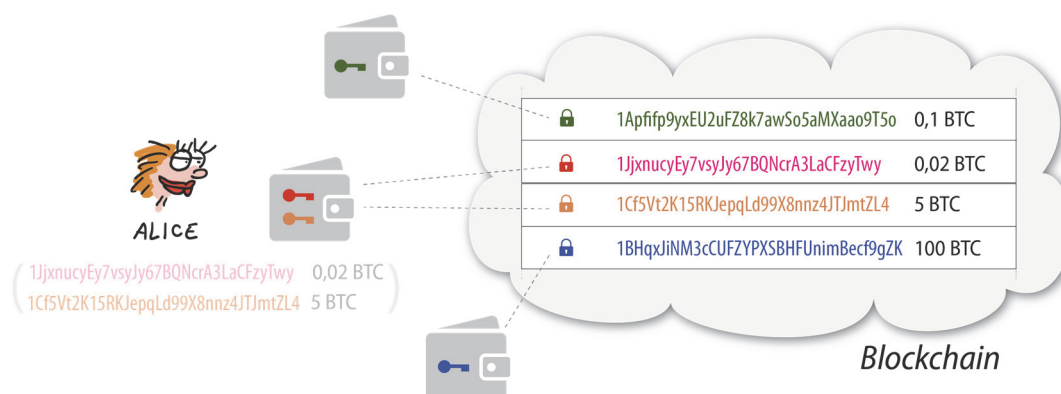 1Apfifp9yxEU2uFZ8k7awSo5aMXaao9T5o 0,1 BTC
1JjxnucyEy7vsyJy67BQNcrA3LaCFzyTwy 0,02 BTC
1Cf5Vt2K15RKJepqLd99X8nnz4JTJmtZL4 5 BTC
1BHqxJiNM3cCUFZYPXSBHFUnimBecf9gZK 100 BTC
Blockchain
ALICE
(1JjxnucyEy7vsyJy67BQNcrA3LaCFzyTwy 0,02 BTC
1Cf5Vt2K15RKJepqLd99X8nnz4JTJmtZL4 5 BTC)